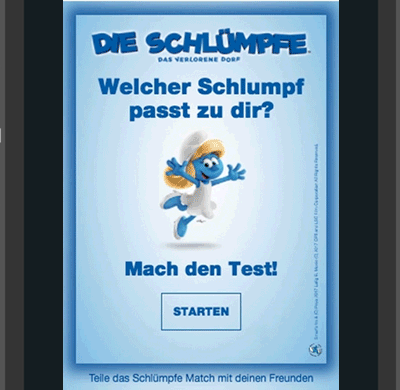 DIE SCHLÜMPFE
DAS VERLORENE DORF
Welcher Schlumpf
passt zu dir?
Mach den Test!
STARTEN
Teile das Schlümpfe Match mit deinen Freunden